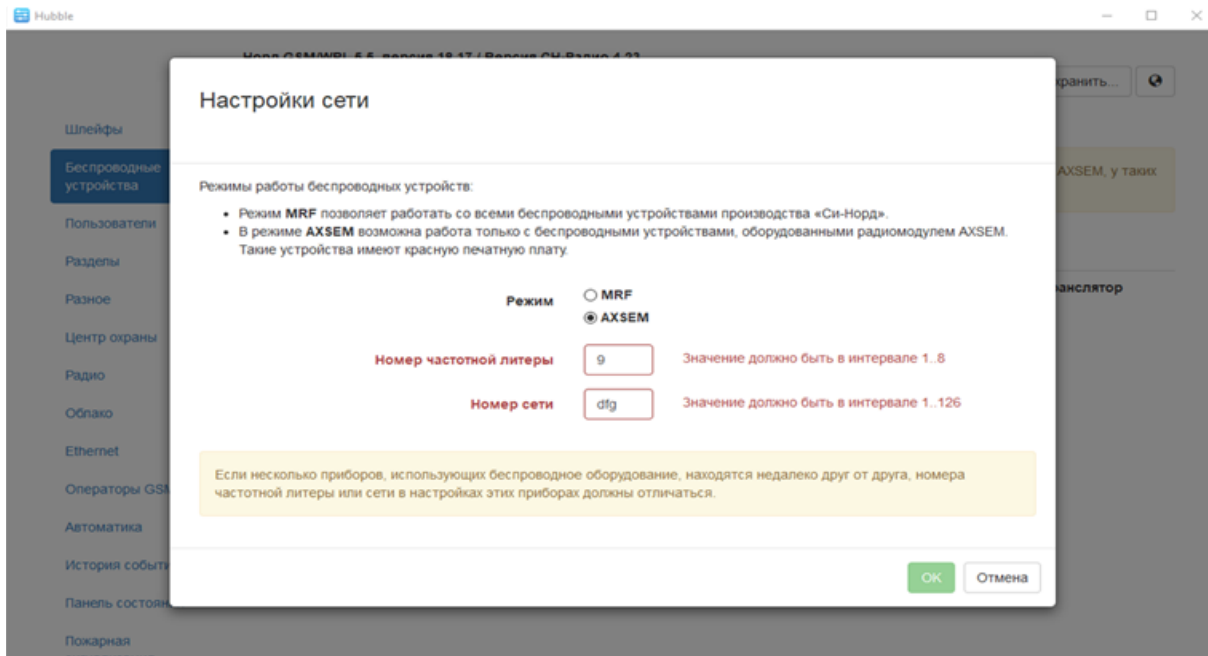 Hubble
Норд GSM/WRL 5.5, версия 18.17 / Версия СН-Радио 4.23
Настройки сети
хранить...
Шлейфы
Беспроводные
устройства
AXSEM, у таких
Режимы работы беспроводных устройств:
Пользователи
• Режим MRF позволяет работать со всеми беспроводными устройствами производства «Си-Норд».
• В режиме AXSEM возможна работа только с беспроводными устройствами, оборудованными радиомодулем AXSEM.
Такие устройства имеют красную печатную плату.
Разделы
Разное
Режим
MRF
AXSEM
анслятор
Центр охраны
Номер частотной литеры
9
Значение должно быть в интервале 1..8
Радио
Номер сети
dfg
Значение должно быть в интервале 1..126
Облако
Ethernet
Если несколько приборов, использующих беспроводное оборудование, находятся недалеко друг от друга, номера
частотной литеры или сети в настройках этих приборах должны отличаться.
Операторы GSM
Автоматика
История событи
Панель состоян
OK
Отмена
Пожарная